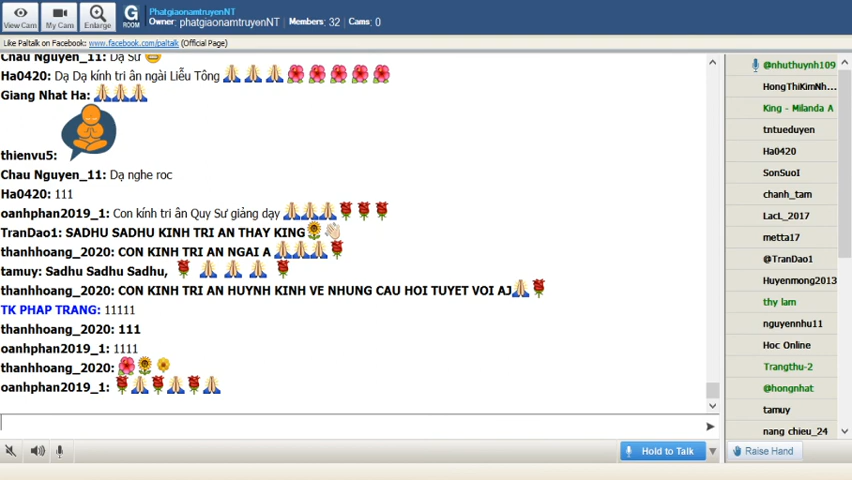 View Cam
My Cam
Enlarge
G
ROOM
PhatgiaonamtruyenNT
Owner: phatgiaonamtruyenNT Members: 32 Cams: 0
Like Paltalk on Facebook: www.facebook.com/paltalk (Official Page)
Chau Nguyen_11: Dạ Sư
Ha0420: Dạ Dạ kính tri ân ngài Liễu Tông
Giang Nhat Ha:
thienvu5:
Chau Nguyen_11: Dạ nghe roc
Ha0420: 111
oanhphan2019_1: Con kính tri ân Quy Sư giảng dạy
TranDao1: SADHU SADHU KINH TRI AN THAY KING
thanhhoang_2020: CON KINH TRI AN NGAI A
tamuy: Sadhu Sadhu Sadhu,
thanhhoang_2020: CON KINH TRI AN HUYNH KINH VE NHUNG CAU HOI TUYET VOI AJ
TK PHAP TRANG: 11111
thanhhoang_2020: 111
oanhphan2019_1: 1111
thanhhoang_2020:
oanhphan2019_1:
Hold to Talk
@nhuthuynh109
HongThiKimNh...
King - Milanda A
tntueduyen
Ha0420
SonSuoI
chanh_tam
LacL_2017
metta17
@TranDao1
Huyenmong2013
thy lam
nguyennhu11
Hoc Online
Trangthu-2
@hongnhat
tamuy
nang chieu_24
Raise Hand